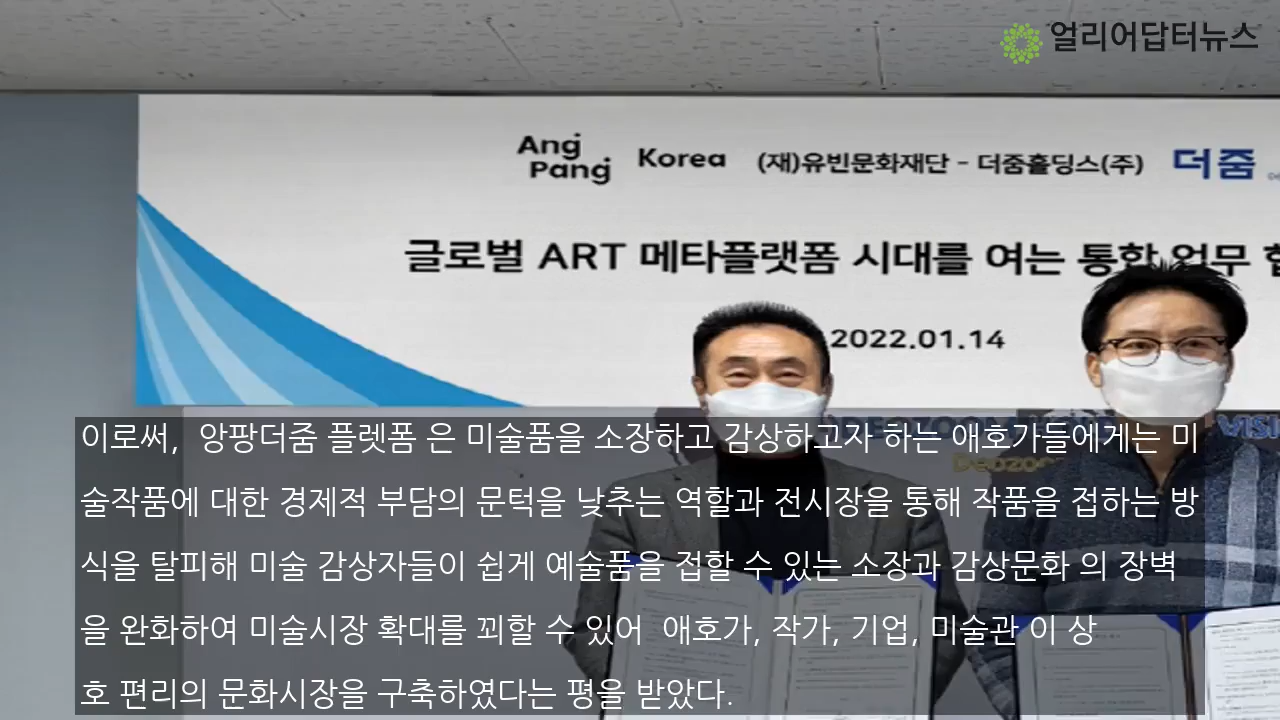 얼리어답터뉴스
Ang
Pang
Korea (재)유빈문화재단 - 더줌홀딩스(주) 더줌
글로벌 ART 메타플랫폼 시대를 여는 통합 업무
2022.01.14
이로써,  앙팡더줌 플렛폼 은 미술품을 소장하고 감상하고자 하는 애호가들에게는 미
술작품에 대한 경제적 부담의 문턱을 낮추는 역할과 전시장을 통해 작품을 접하는 방
식을 탈피해 미술 감상자들이 쉽게 예술품을 접할 수 있는 소장과 감상문화 의 장벽
을 완화하여 미술시장 확대를 꾀할 수 있어  애호가, 작가, 기업, 미술관 이 상
호 편리의 문화시장을 구축하였다는 평을 받았다.